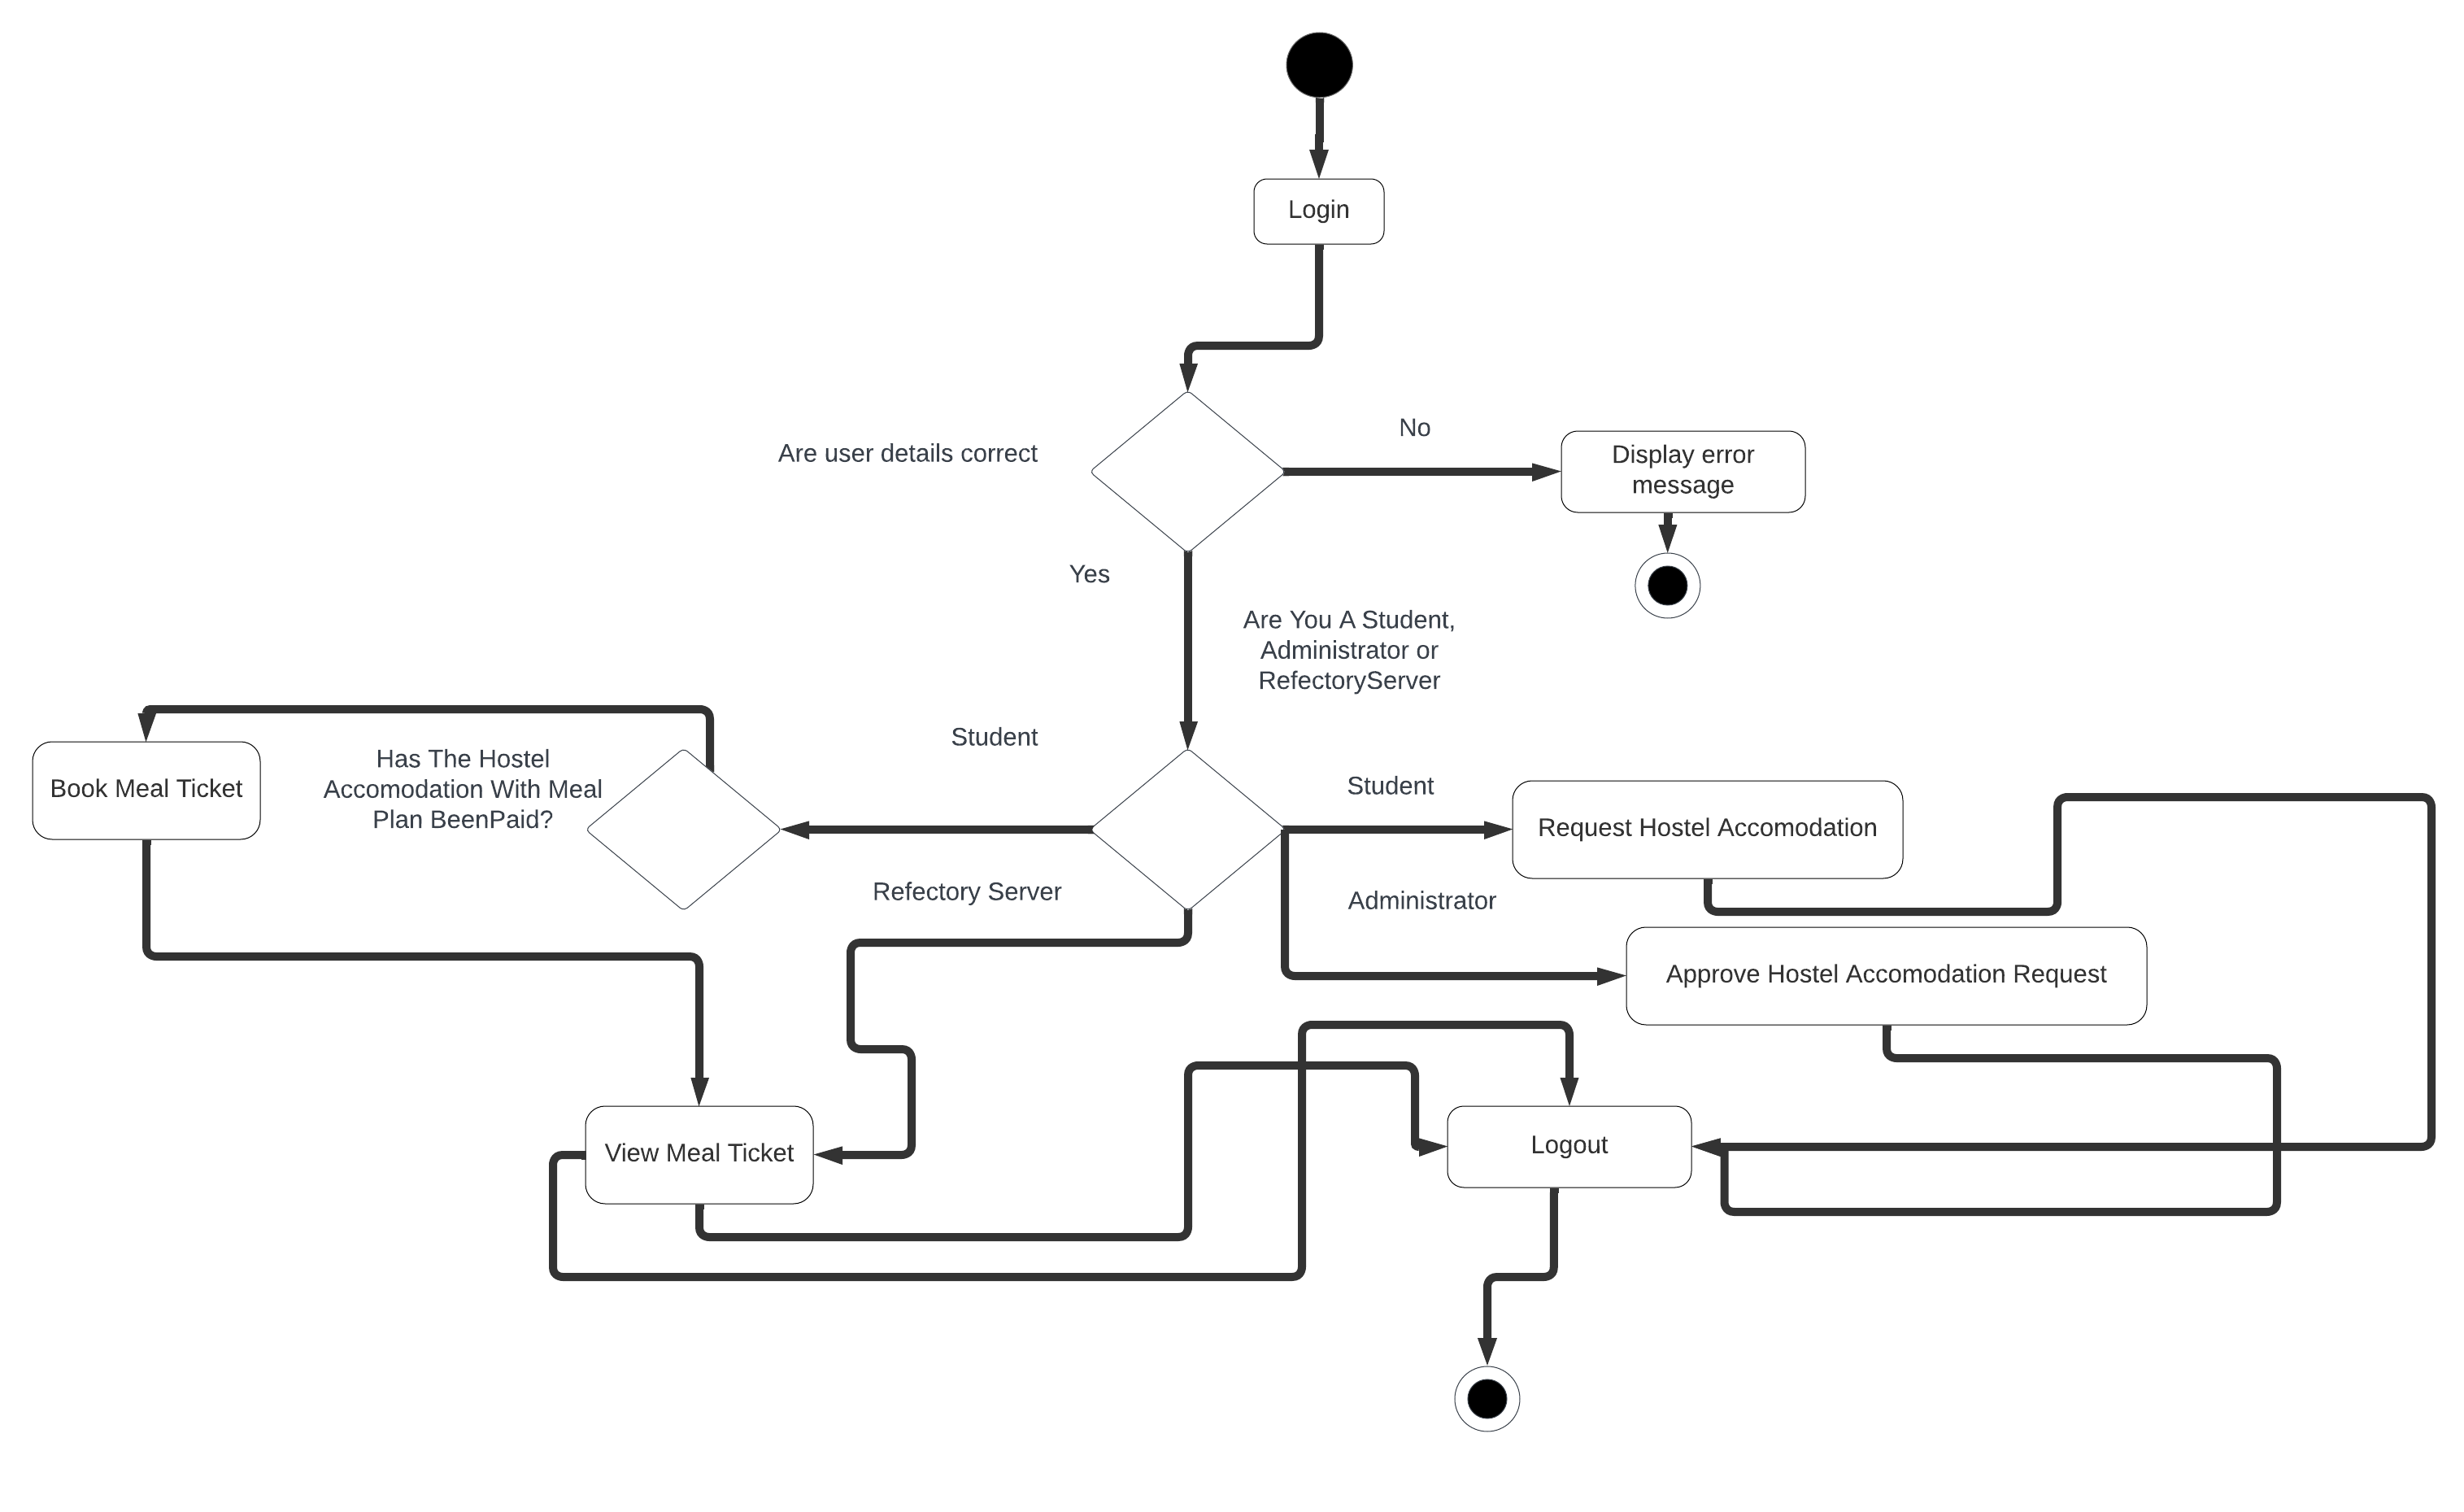 Login
Are user details correct
No
Display error
message
Yes
Are You A Student,
Administrator or
RefectoryServer
Student
Book Meal Ticket
Has The Hostel
Accomodation With Meal
Plan BeenPaid?
Student
Request Hostel Accomodation
Refectory Server
Administrator
Approve Hostel Accomodation Request
View Meal Ticket
Logout